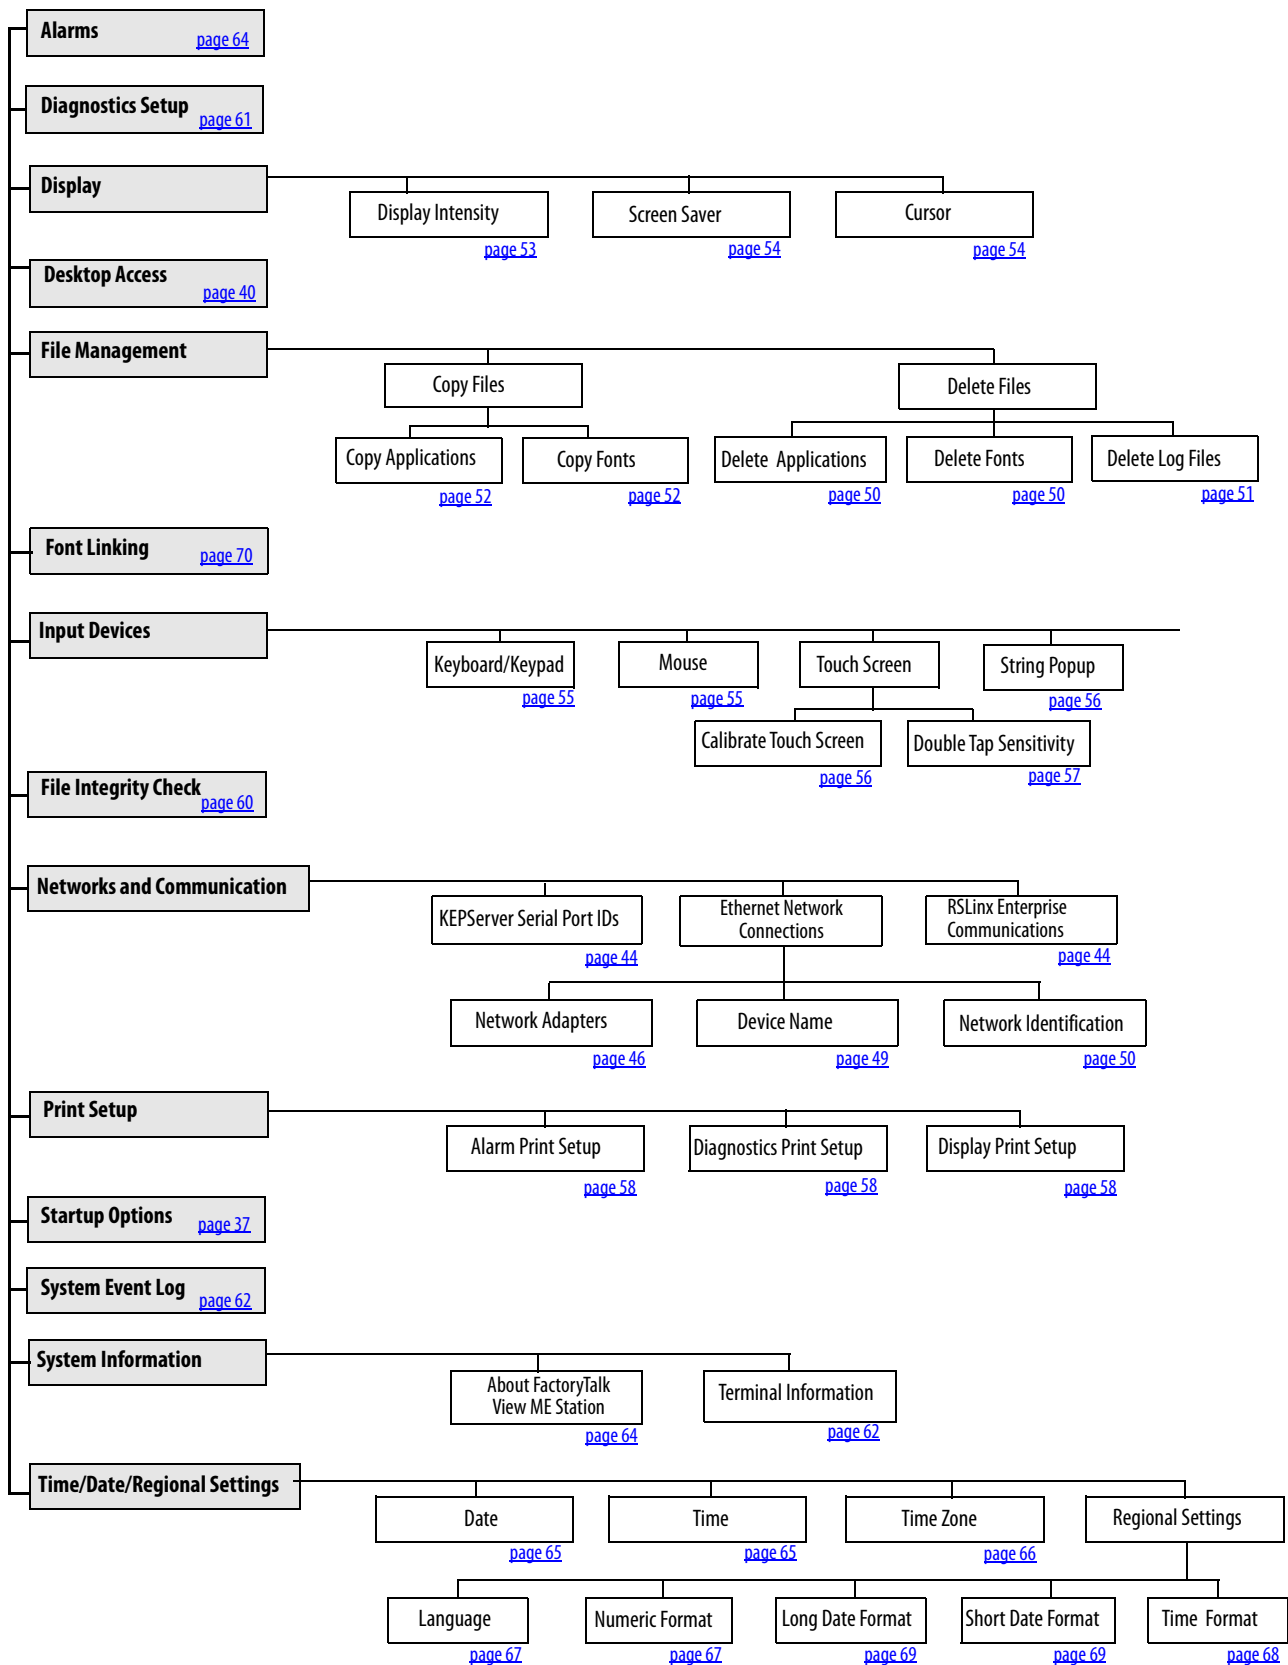 Alarms
page 64
Diagnostics Setup
page 61
Display
Display Intensity
Screen Saver
Cursor
page 53
page 54
page 54
Desktop Access
page 40
File Management
Copy Files
Delete Files
Copy Applications
Copy Fonts
Delete Applications
Delete Fonts
Delete Log Files
page 52
page 52
page 50
page 50
page 51
Font Linking
page 70
Input Devices
Keyboard/Keypad
Mouse
Touch Screen
String Popup
page 55
page 55
page 56
Calibrate Touch Screen
Double Tap Sensitivity
page 56
page 57
File Integrity Check
page 60
Networks and Communication
KEPServer Serial Port IDs
Ethernet Network
Connections
RSLinx Enterprise
Communications
page 44
page 44
Network Adapters
Device Name
Network Identification
page 46
page 49
page 50
Print Setup
Alarm Print Setup
Diagnostics Print Setup
Display Print Setup
page 58
page 58
page 58
Startup Options
page 37
System Event Log
page 62
System Information
About FactoryTalk
View ME Station
Terminal Information
page 64
page 62
Time/Date/Regional Settings
Date
Time
Time Zone
Regional Settings
page 65
page 65
page 66
Language
Numeric Format
Long Date Format
Short Date Format
Time Format
page 67
page 67
page 69
page 69
page 68